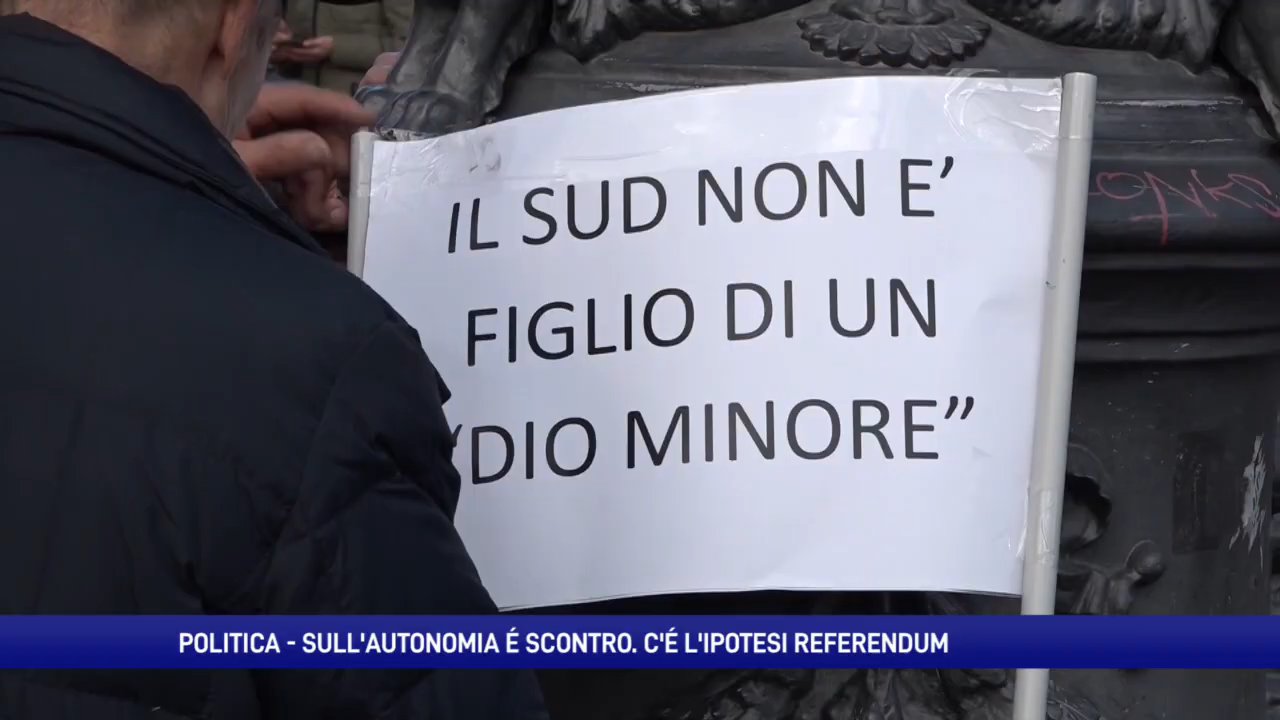 IL SUD NON E’
FIGLIO DI UN
“DIO MINORE”
POLITICA - SULL'AUTONOMIA É SCONTRO. C'É L'IPOTESI REFERENDUM